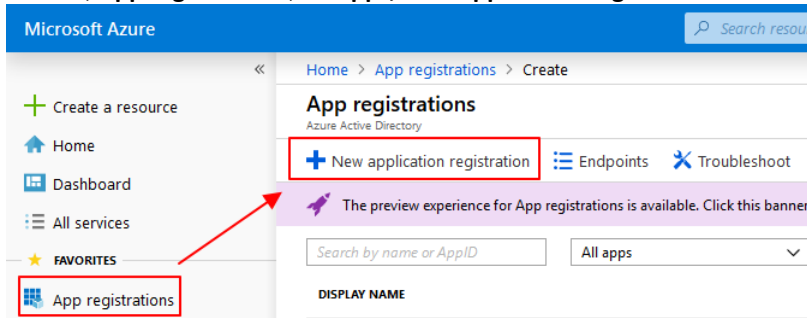 Microsoft Azure
Search resou
Home > App registrations > Create
Create a resource
Home
Dashboard
All services
FAVORITES
App registrations
App registrations
Azure Active Directory
New application registration
Endpoints
Troubleshoot
The preview experience for App registrations is available. Click this banner
Search by name or AppID
All apps
DISPLAY NAME